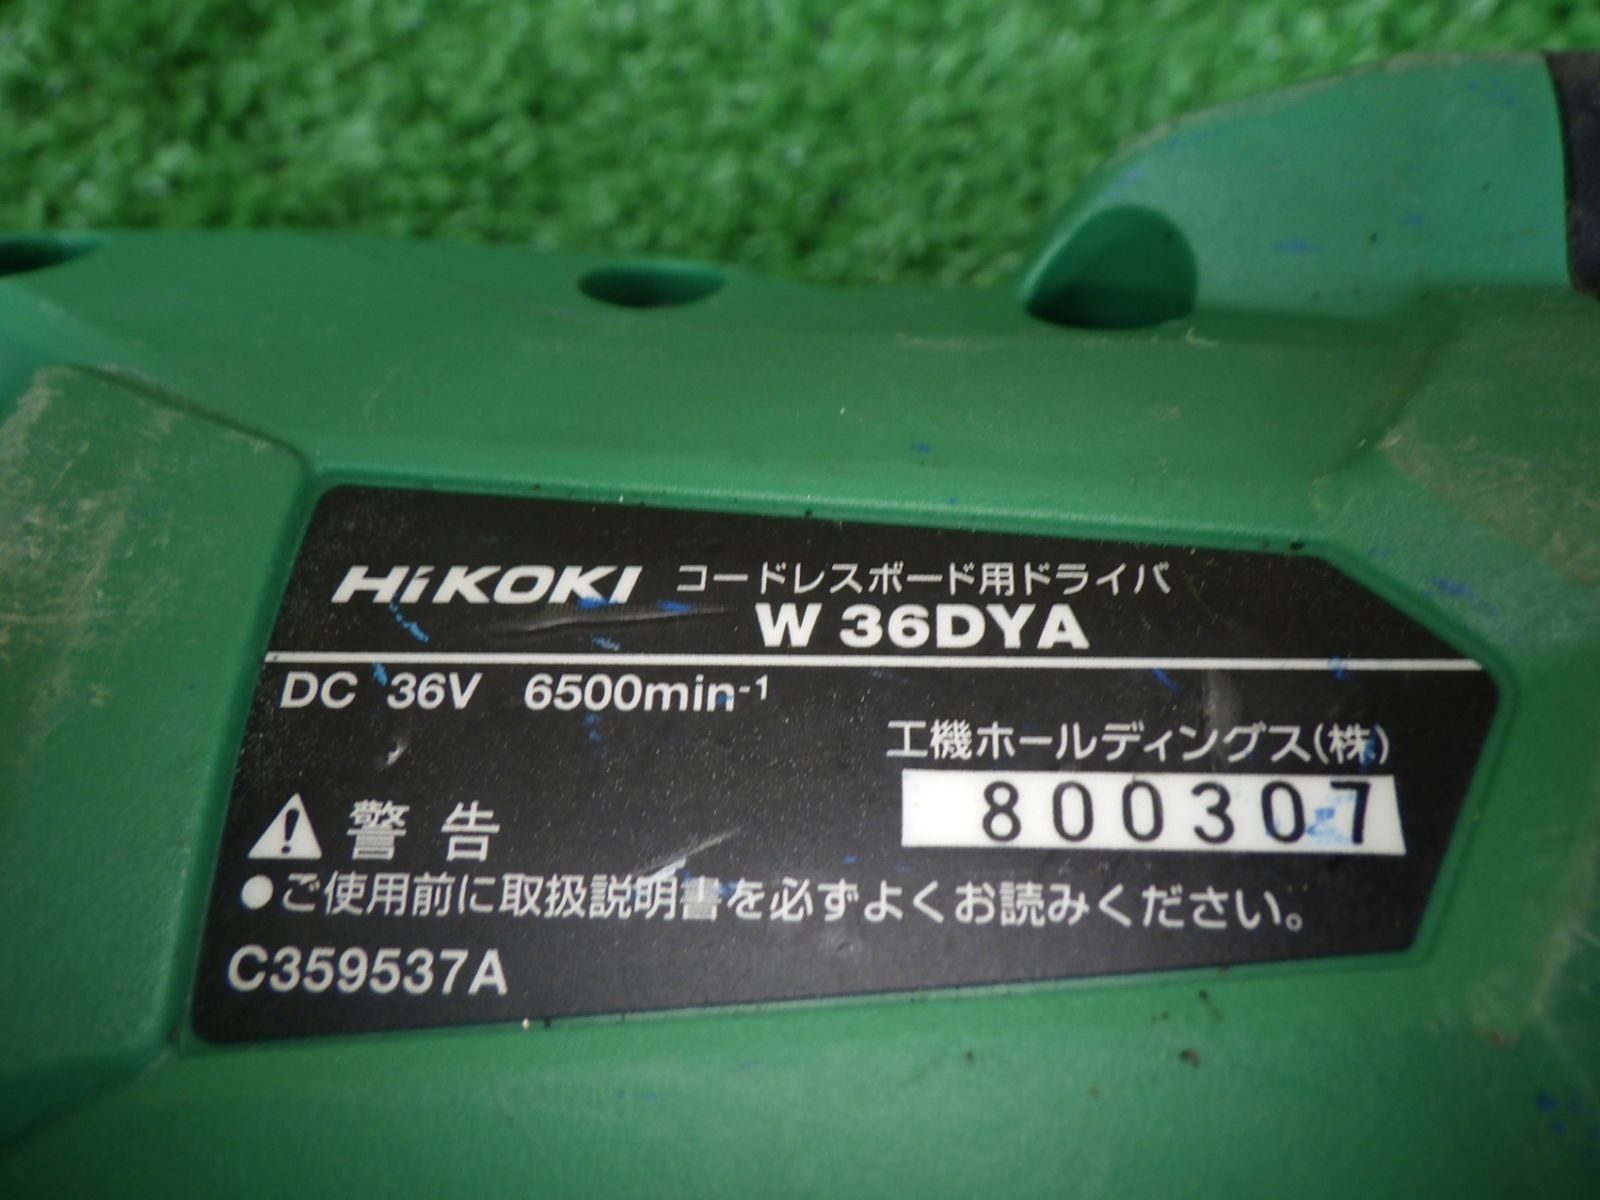 HiKOKI コードレスボード用ドライバ
W 36DYA
DC 36V 6500min-1
工機ホールディングス(株)
800307
警告
●ご使用前に取扱説明書を必ずよくお読みください。
C359537A